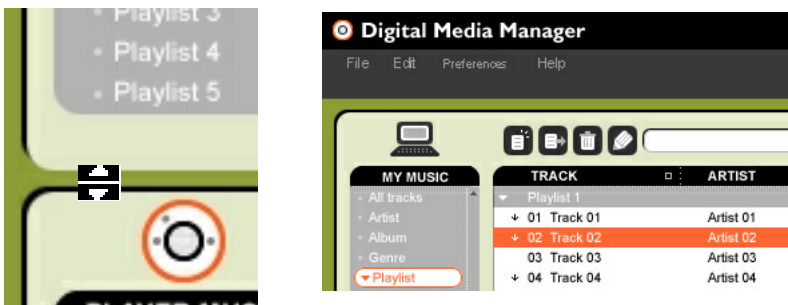 Playlist 3
Playlist 4
Playlist 5
PLAYER MUS
Digital Media Manager
File Edit Preferences Help
MY MUSIC
All tracks
Artist
Album
Genre
Playlist
TRACK ARTIST
Playlist 1
01 Track 01 Artist 01
02 Track 02 Artist 02
03 Track 03 Artist 03
04 Track 04 Artist 04